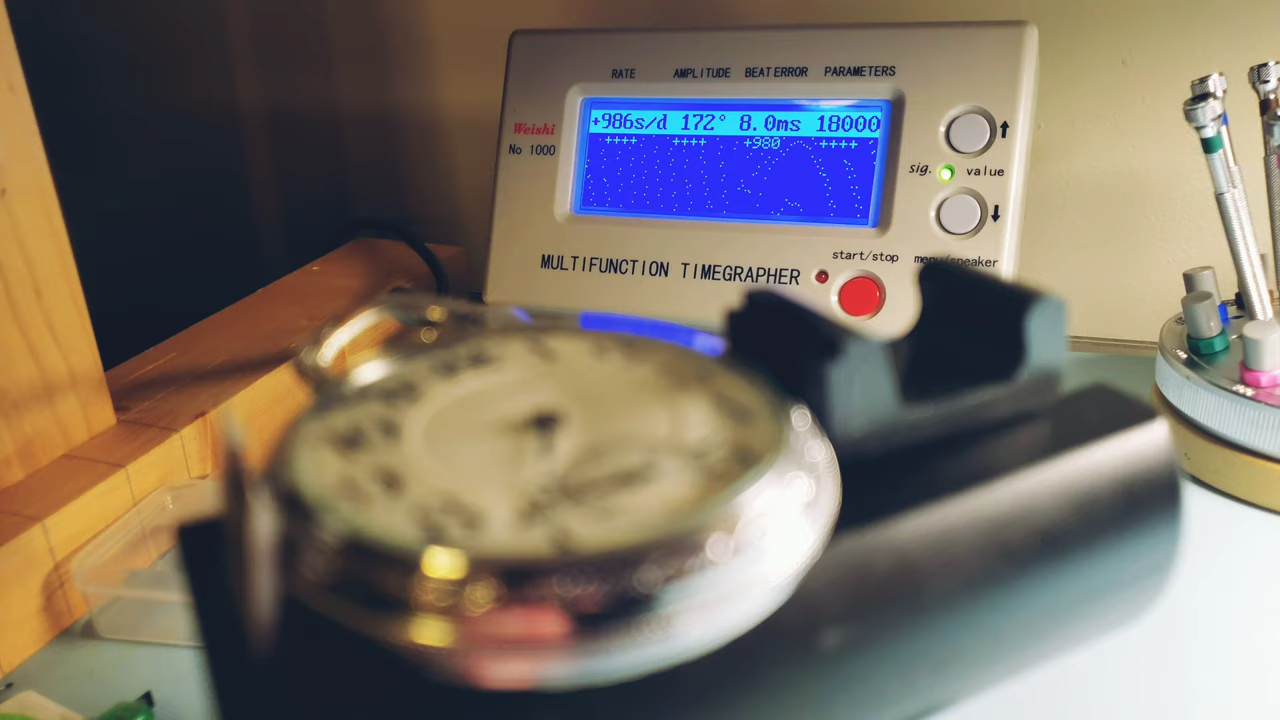 RATE AMPLITUDE BEAT ERROR PARAMETERS
+986s/d 172° 8.0ms 18000
++++ ++++ +980 ++++
Weishi
No 1000
sig. value
start/stop menu/speaker
MULTIFUNCTION TIMEGRAPHER